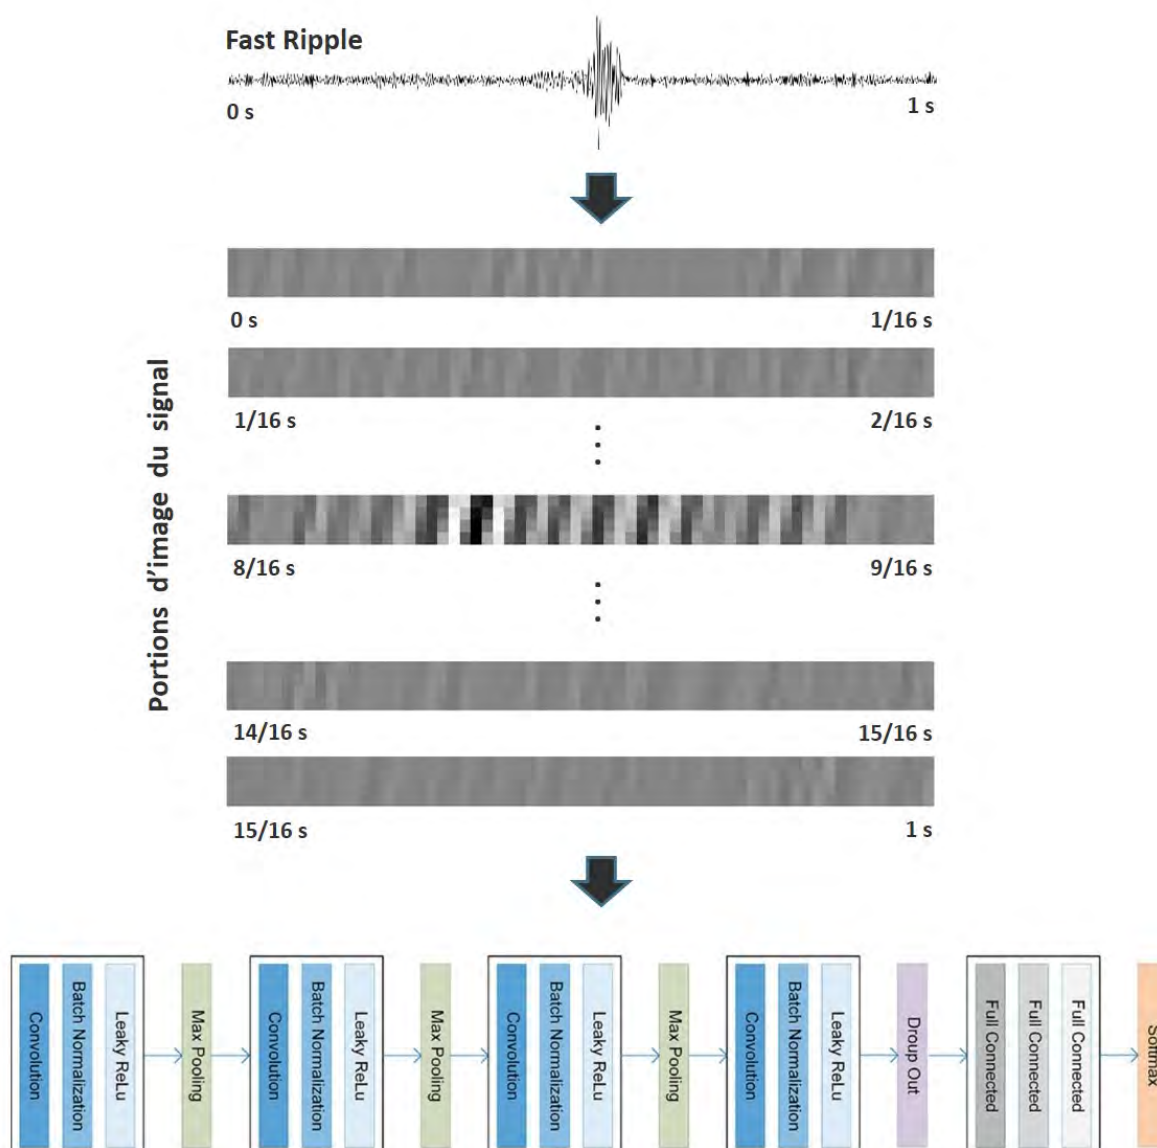 Fast Ripple
0 s
1 s
Portions d'image du signal
0 s
1/16 s
1/16 s
2/16 s
8/16 s
9/16 s
14/16 s
15/16 s
15/16 s
1 s
Convolution
Batch Normalization
Leaky ReLu
Max Pooling
Convolution
Batch Normalization
Leaky ReLu
Max Pooling
Convolution
Batch Normalization
Leaky ReLu
Max Pooling
Convolution
Batch Normalization
Leaky ReLu
Droup Out
Full Connected
Full Connected
Full Connected
Softmax